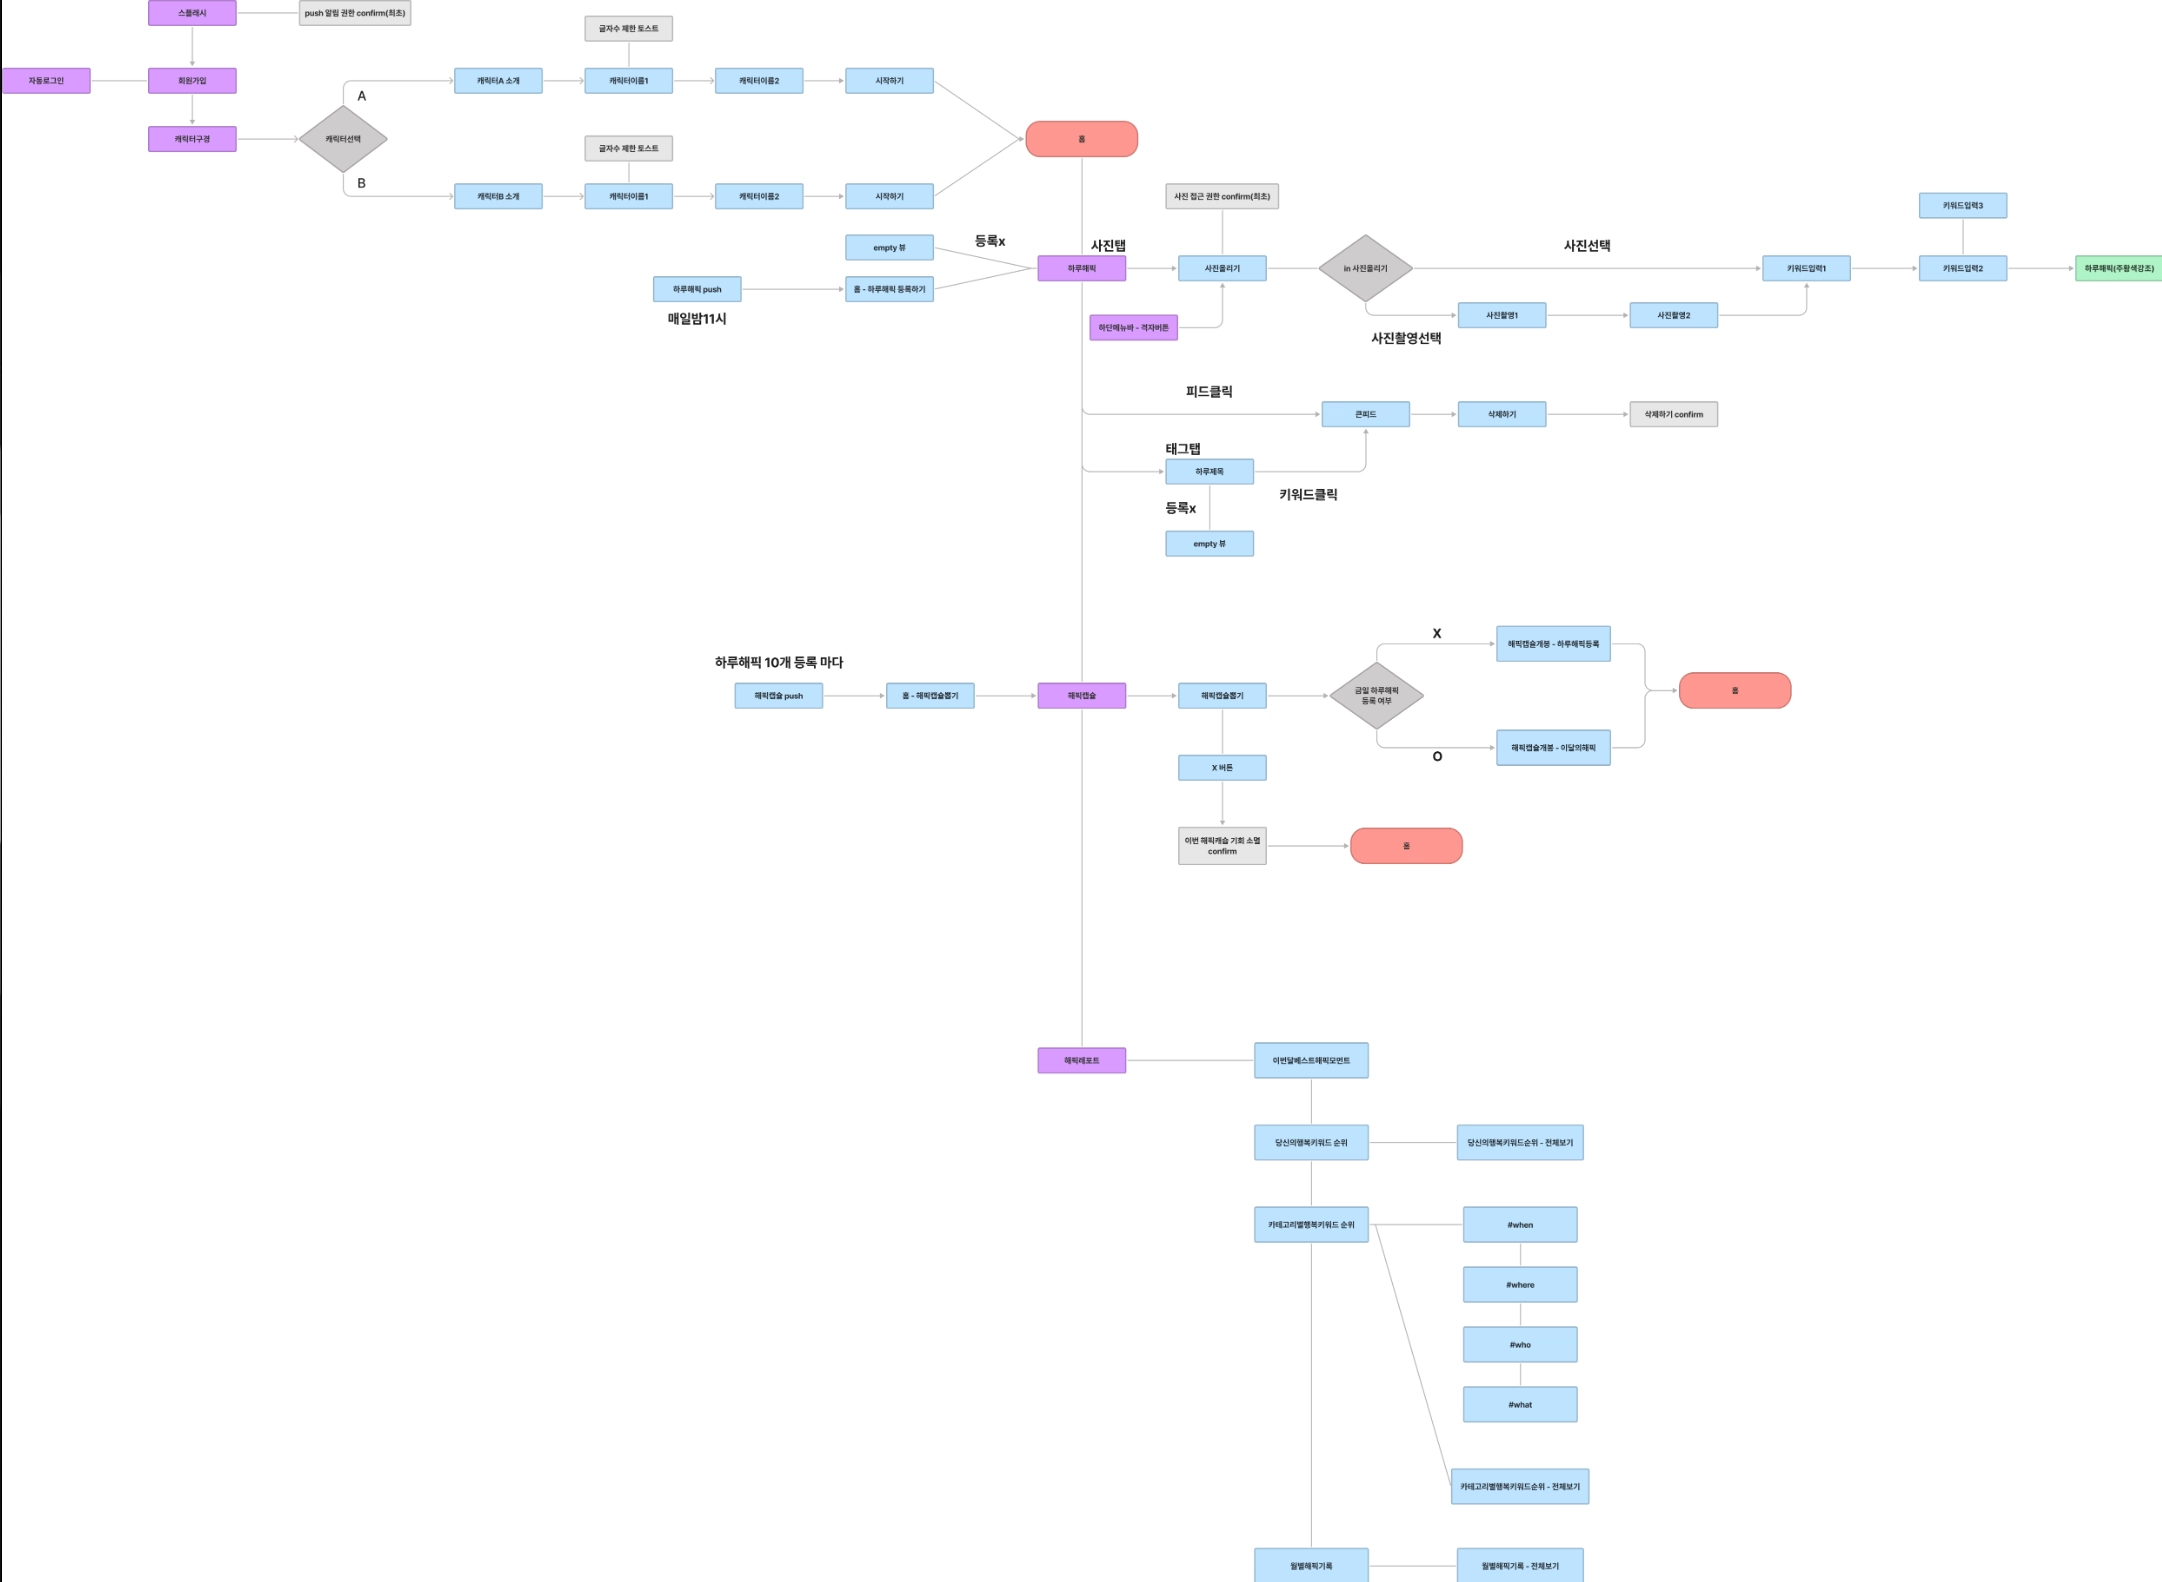 스플래시
push 알림 권한 confirm(최초)
글자수 제한 토스트
자동로그인
회원가입
캐릭터A 소개
캐릭터이름1
캐릭터이름2
시작하기
A
캐릭터구경
캐릭터선택
홈
글자수 제한 토스트
B
캐릭터B 소개
캐릭터이름1
캐릭터이름2
시작하기
사진 접근 권한 confirm(최초)
키워드입력3
empty 뷰
등록x
사진탭
사진선택
하루해픽
사진올리기
in 사진올리기
키워드입력1
키워드입력2
하루해픽(주황색강조)
하루해픽 push
홈 - 하루해픽 등록하기
매일밤11시
하단메뉴바 - 격자버튼
사진촬영1
사진촬영2
사진촬영선택
피드클릭
큰피드
삭제하기
삭제하기 confirm
태그탭
하루제목
키워드클릭
등록x
empty 뷰
X
해픽캡슐개봉 - 하루해픽등록
하루해픽 10개 등록 마다
해픽캡슐 push
홈 - 해픽캡슐뽑기
해픽캡슐
해픽캡슐뽑기
금일 하루해픽
등록 여부
홈
해픽캡슐개봉 - 이달의해픽
O
X 버튼
이번 해픽캐슙 기회 소멸
confirm
홈
해픽레포트
이번달베스트해픽모먼트
당신의행복키워드 순위
당신의행복키워드순위 - 전체보기
카테고리별행복키워드 순위
#when
#where
#who
#what
카테고리별행복키워드순위 - 전체보기
월별해픽기록
월별해픽기록 - 전체보기